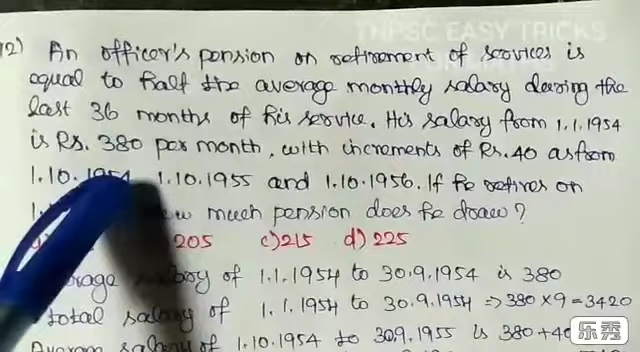 TNPSC EASY TRICKS
12) An officer's pension on retirement of services is
equal to half the average monthly salary during the
last 36 months of his service. His salary from 1.1.1954
is Rs. 380 per month, with increments of Rs. 40 as from
1.10.1954 1.10.1955 and 1.10.1956. If he retires on
much pension does he draw?
205 c) 215 d) 225
salary of 1.1.1954 to 30.9.1954 is 380
total salary of 1.1.1954 to 30.9.1954 => 380 x 9 = 3420
Average salary of 1.10.1954 to 30.9.1955 is 380+40
乐秀